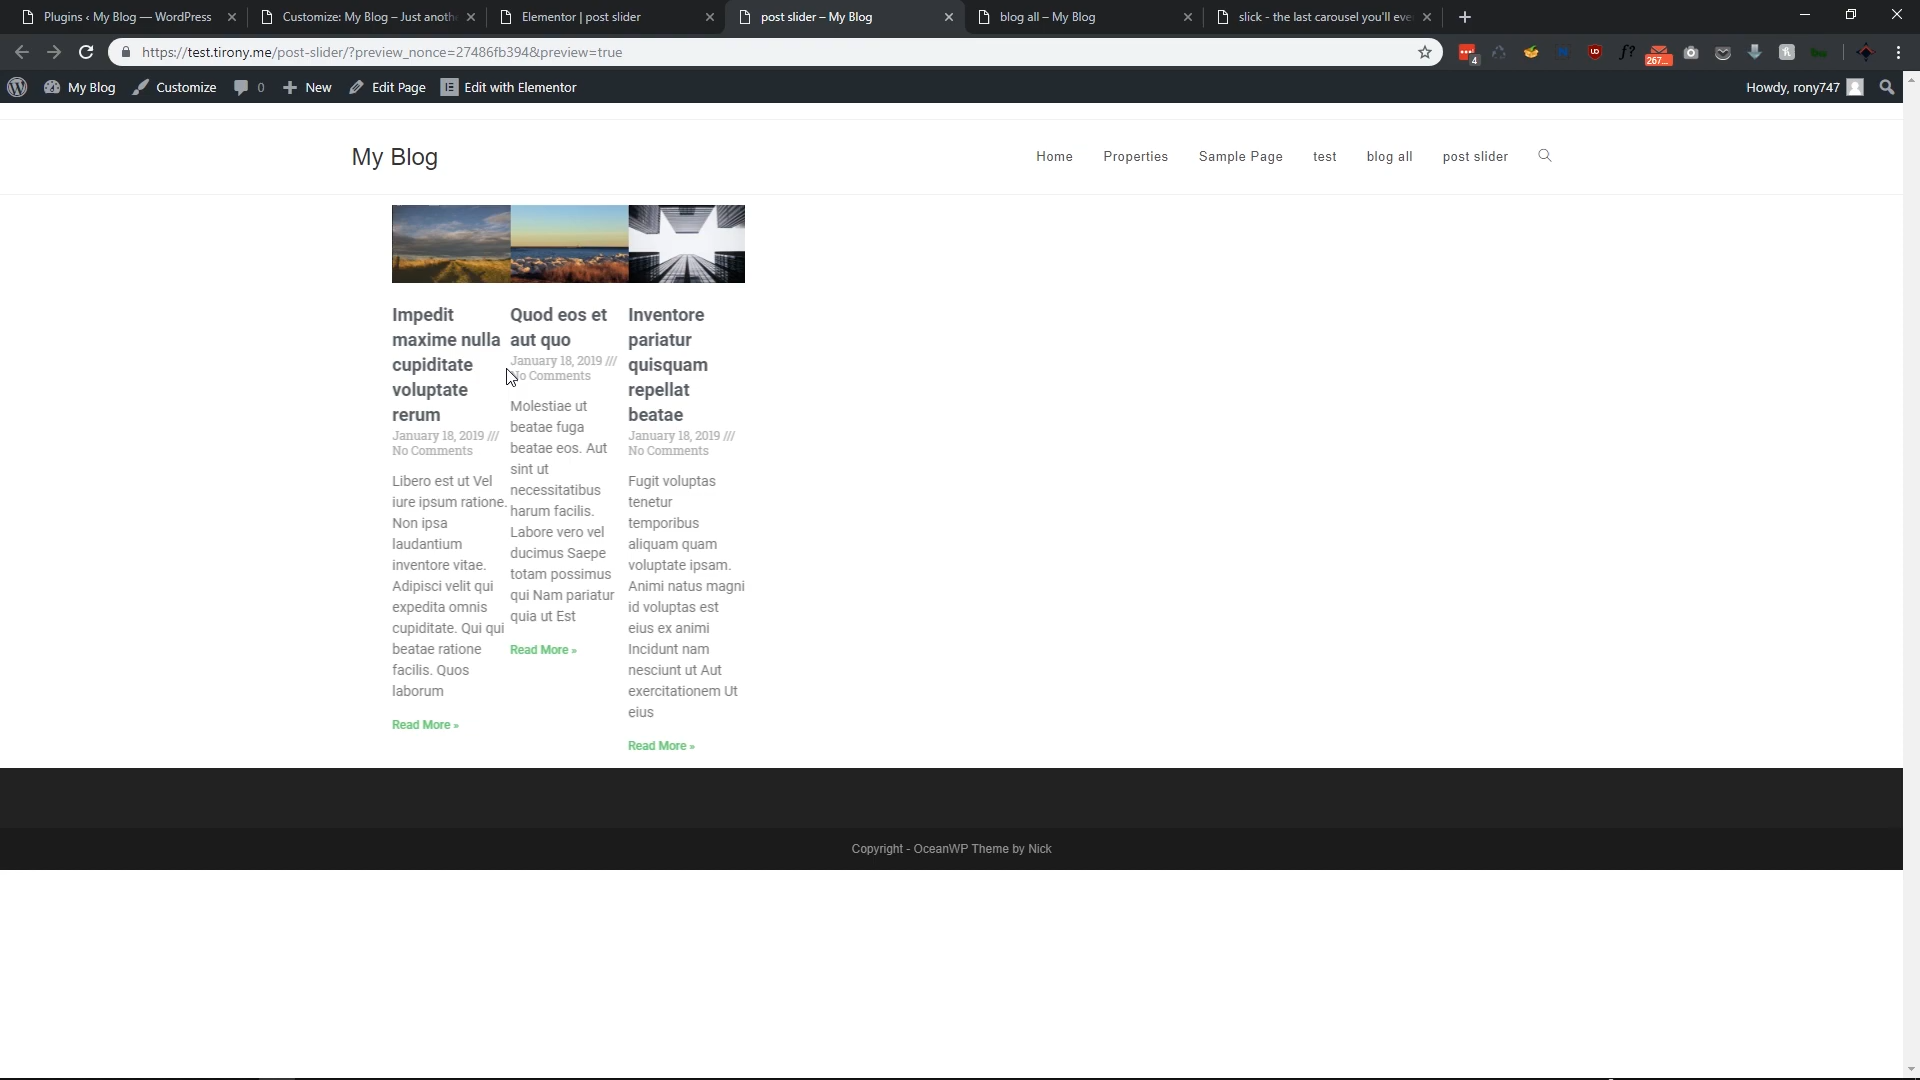 Plugins ‹ My Blog — WordPress
Customize: My Blog – Just anoth
Elementor | post slider
post slider – My Blog
blog all – My Blog
slick - the last carousel you'll eve
https://test.tirony.me/post-slider/?preview_nonce=27486fb394&preview=true
4
267...
My Blog
Customize
0
New
Edit Page
Edit with Elementor
Howdy, rony747
My Blog
Home
Properties
Sample Page
test
blog all
post slider
Impedit
maxime nulla
cupiditate
voluptate
rerum
January 18, 2019 ///
No Comments
Libero est ut Vel
iure ipsum ratione.
Non ipsa
laudantium
inventore vitae.
Adipisci velit qui
expedita omnis
cupiditate. Qui qui
beatae ratione
facilis. Quos
laborum
Read More »
Quod eos et
aut quo
January 18, 2019 ///
No Comments
Molestiae ut
beatae fuga
beatae eos. Aut
sint ut
necessitatibus
harum facilis.
Labore vero vel
ducimus Saepe
totam possimus
qui Nam pariatur
quia ut Est
Read More »
Inventore
pariatur
quisquam
repellat
beatae
January 18, 2019 ///
No Comments
Fugit voluptas
tenetur
temporibus
aliquam quam
voluptate ipsam.
Animi natus magni
id voluptas est
eius ex animi
Incidunt nam
nesciunt ut Aut
exercitationem Ut
eius
Read More »
Copyright - OceanWP Theme by Nick